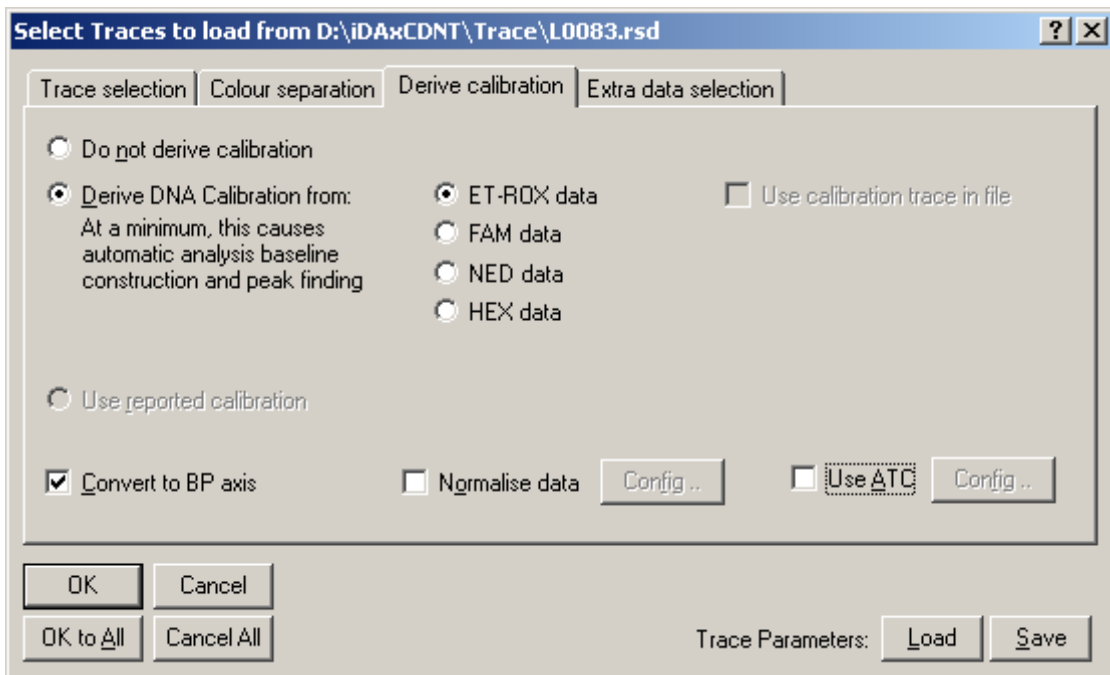 Select Traces to load from D:\iDAxCDNT\Trace\L0083.rsd
Trace selection Colour separation Derive calibration Extra data selection
Do not derive calibration
Derive DNA Calibration from: ET-ROX data Use calibration trace in file
At a minimum, this causes
automatic analysis baseline
construction and peak finding
FAM data
NED data
HEX data
Use reported calibration
Convert to BP axis Normalise data Config .. Use ATC Config ..
OK Cancel
OK to All Cancel All Trace Parameters: Load Save